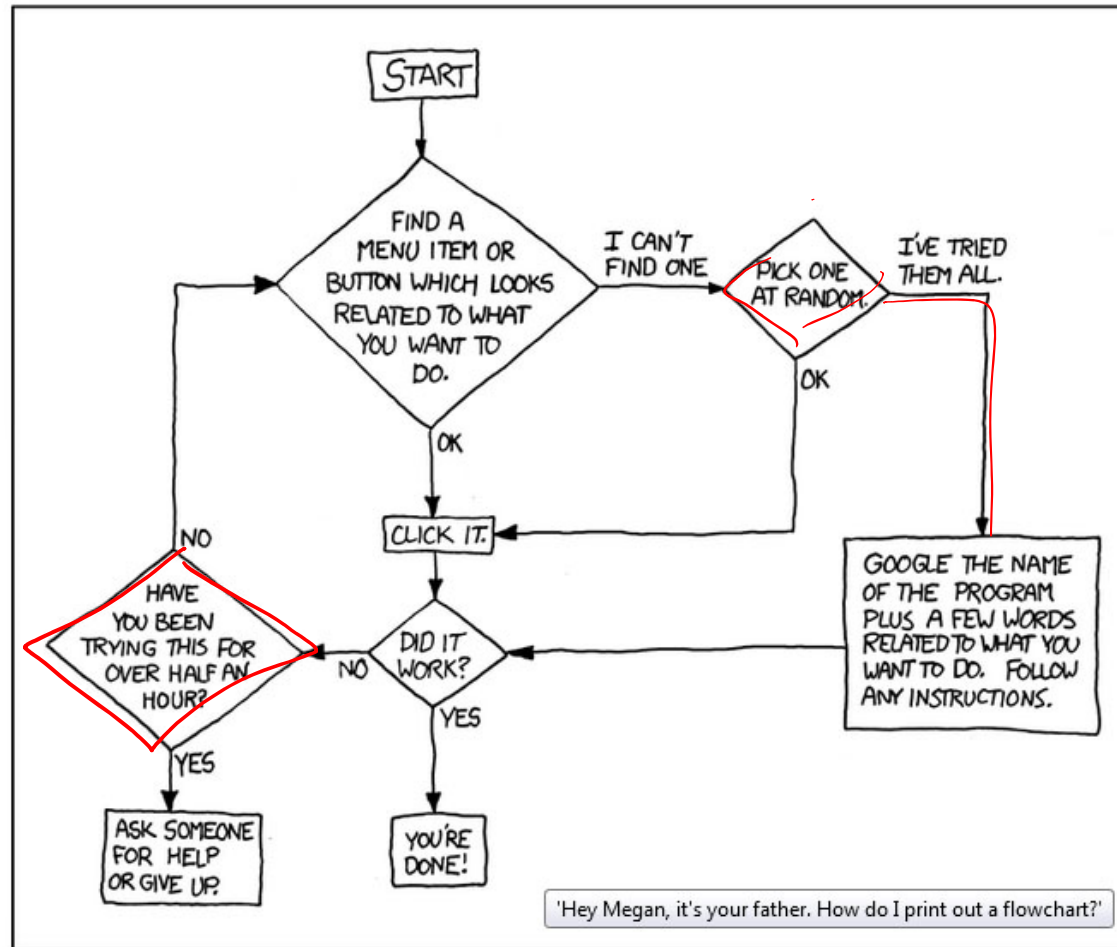 START
FIND A
MENU ITEM OR
BUTTON WHICH LOOKS
RELATED TO WHAT
YOU WANT TO
DO.
I CAN'T
FIND ONE
PICK ONE
AT RANDOM.
I'VE TRIED
THEM ALL.
OK
OK
CLICK IT.
NO
HAVE
YOU BEEN
TRYING THIS FOR
OVER HALF AN
HOUR?
NO
DID IT
WORK?
GOOGLE THE NAME
OF THE PROGRAM
PLUS A FEW WORDS
RELATED TO WHAT YOU
WANT TO DO. FOLLOW
ANY INSTRUCTIONS.
YES
YES
ASK SOMEONE
FOR HELP
OR GIVE UP.
YOU'RE
DONE!
'Hey Megan, it's your father. How do I print out a flowchart?'